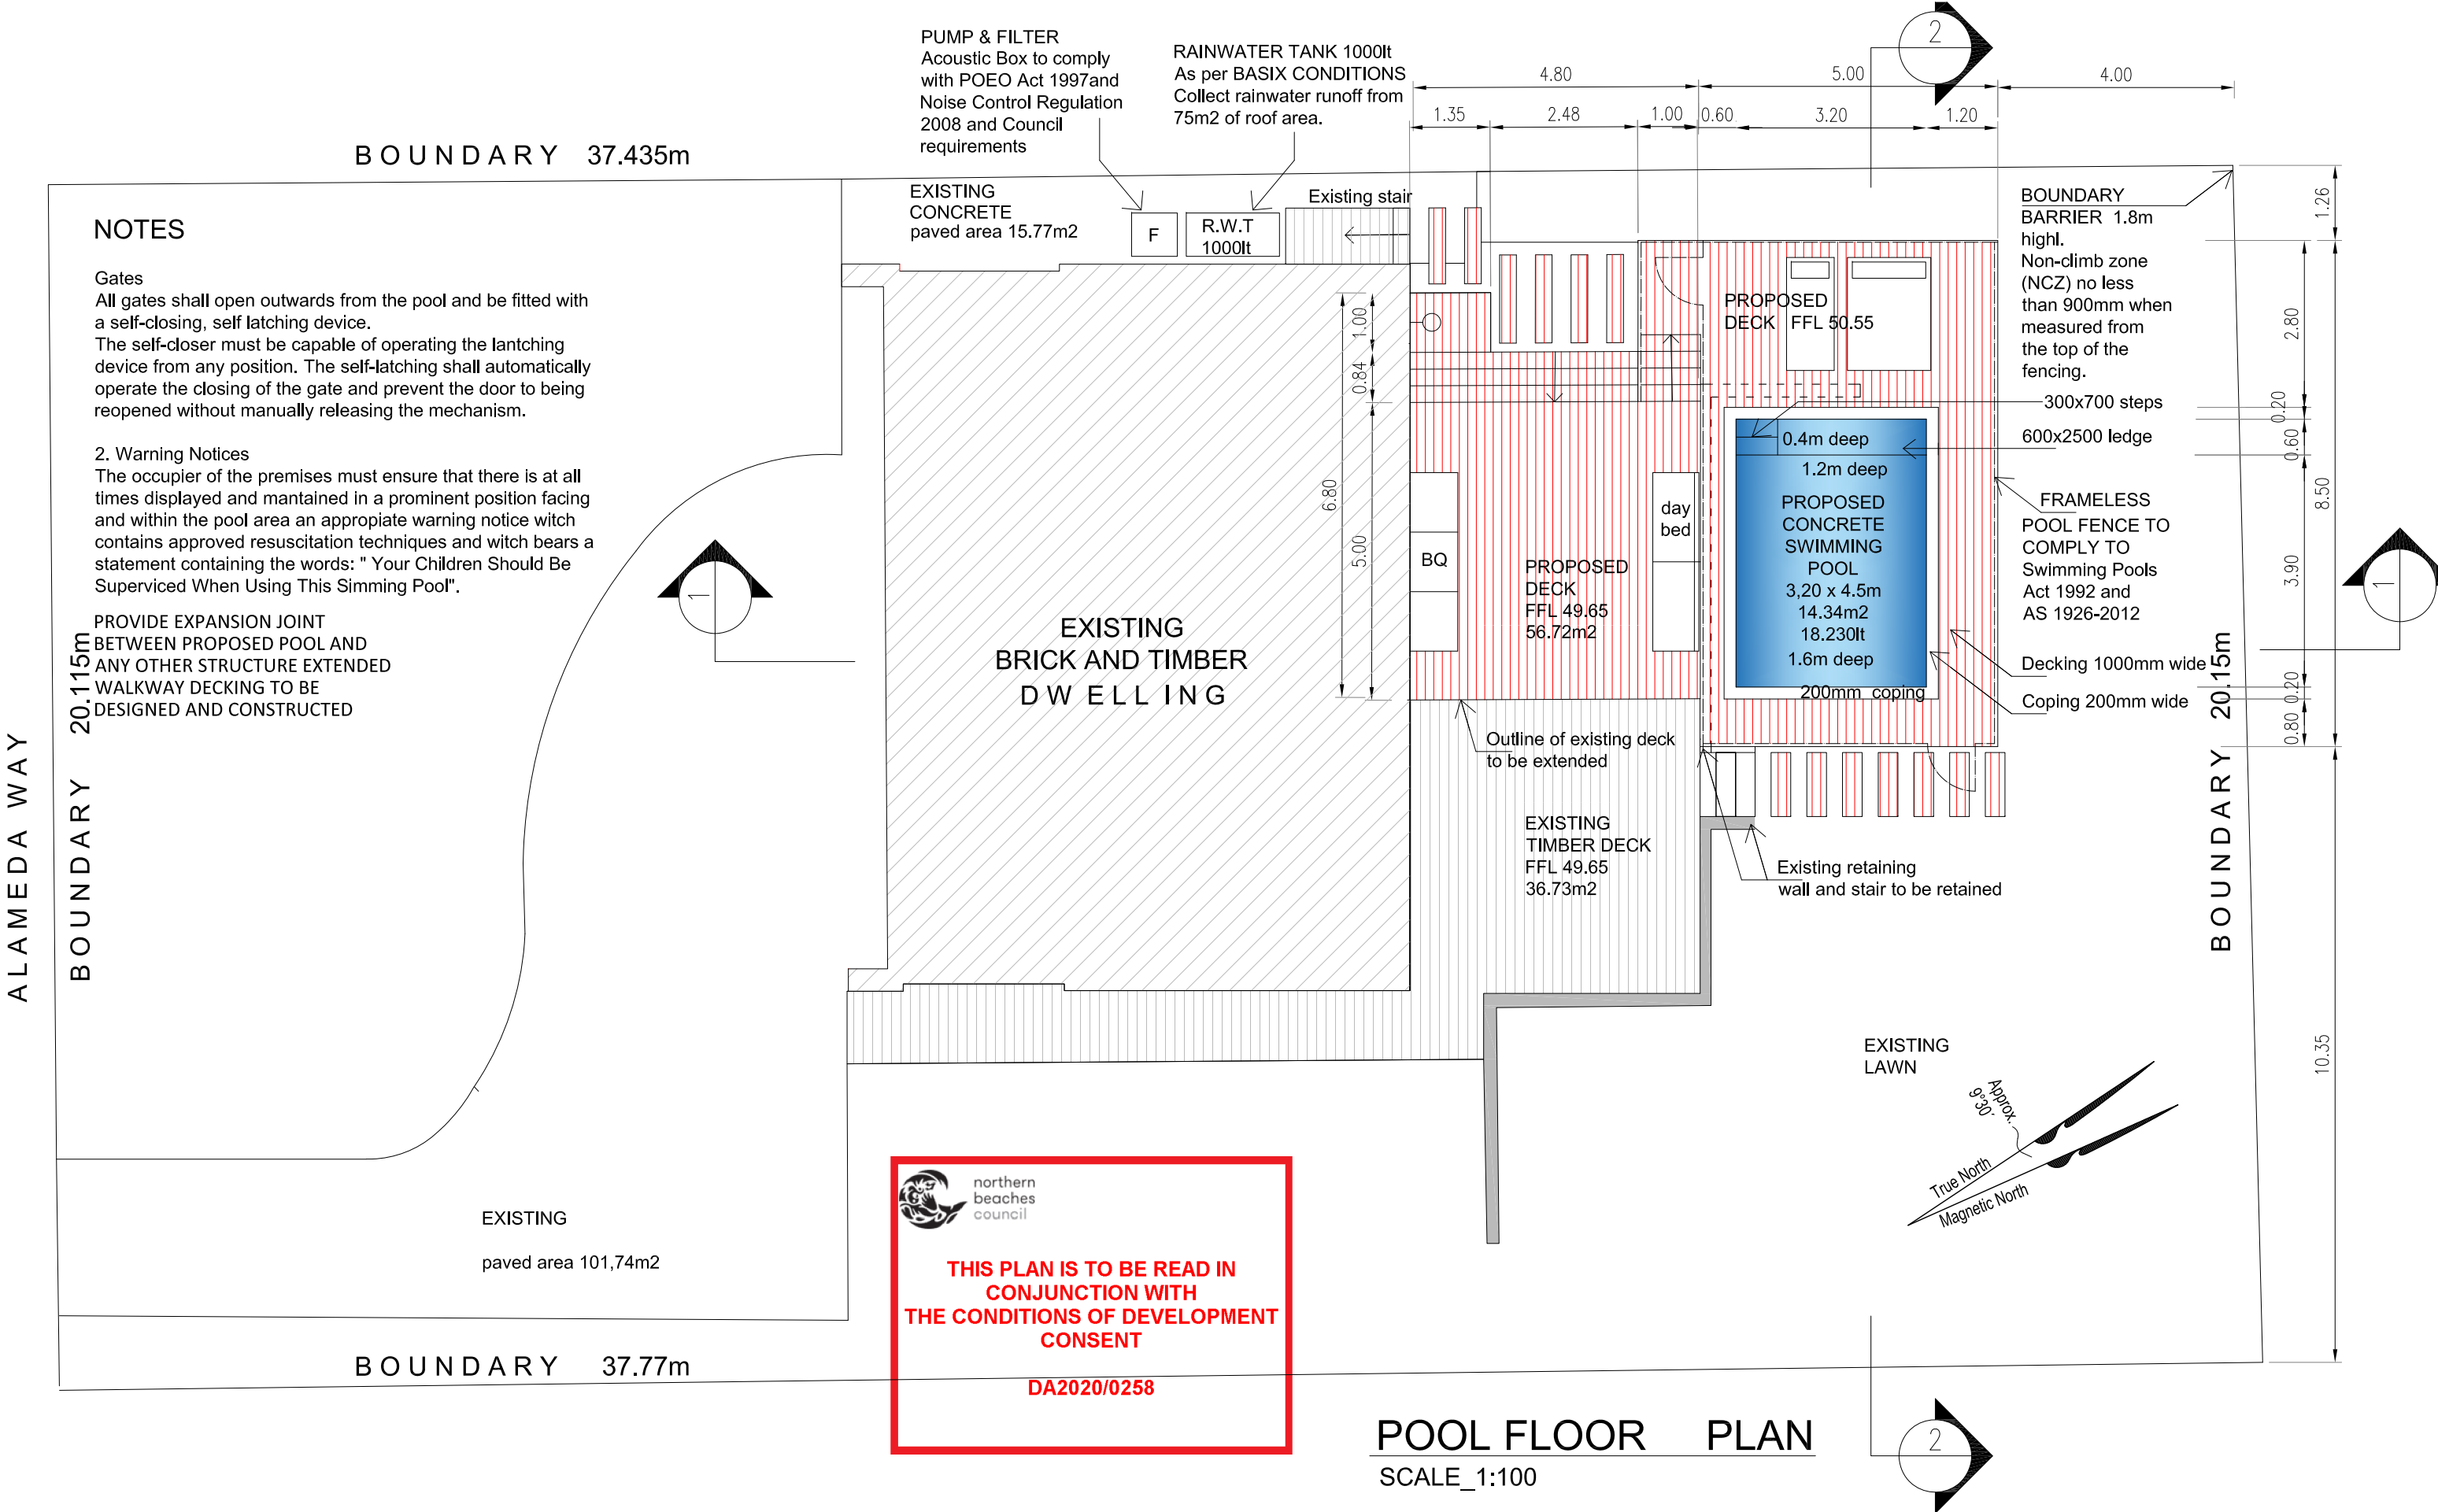 PUMP & FILTER
Acoustic Box to comply
with POEO Act 1997and
Noise Control Regulation
2008 and Council
requirements
RAINWATER TANK 1000lt
As per BASIX CONDITIONS
Collect rainwater runoff from
75m2 of roof area.
2
4.80
5.00
4.00
1.35
2.48
1.00
0.60
3.20
1.20
BOUNDARY 37.435m
NOTES
Gates
All gates shall open outwards from the pool and be fitted with
a self-closing, self latching device.
The self-closer must be capable of operating the lantching
device from any position. The self-latching shall automatically
operate the closing of the gate and prevent the door to being
reopened without manually releasing the mechanism.
2. Warning Notices
The occupier of the premises must ensure that there is at all
times displayed and mantained in a prominent position facing
and within the pool area an appropiate warning notice witch
contains approved resuscitation techniques and witch bears a
statement containing the words: " Your Children Should Be
Superviced When Using This Simming Pool".
PROVIDE EXPANSION JOINT
BETWEEN PROPOSED POOL AND
ANY OTHER STRUCTURE EXTENDED
WALKWAY DECKING TO BE
DESIGNED AND CONSTRUCTED
ALAMEDA WAY
BOUNDARY 20.115m
EXISTING
CONCRETE
paved area 15.77m2
F
R.W.T
1000lt
Existing stair
1
EXISTING
BRICK AND TIMBER
DWELLING
6.80
1.00
0.84
5.00
BQ
day
bed
PROPOSED
DECK FFL 50.55
PROPOSED
DECK
FFL 49.65
56.72m2
0.4m deep
1.2m deep
PROPOSED
CONCRETE
SWIMMING
POOL
3,20 x 4.5m
14.34m2
18.230lt
1.6m deep
200mm coping
BOUNDARY
BARRIER 1.8m
highl.
Non-climb zone
(NCZ) no less
than 900mm when
measured from
the top of the
fencing.
300x700 steps
600x2500 ledge
FRAMELESS
POOL FENCE TO
COMPLY TO
Swimming Pools
Act 1992 and
AS 1926-2012
Decking 1000mm wide
Coping 200mm wide
BOUNDARY 20.15m
1.26
2.80
0.20
0.60
8.50
3.90
0.20
0.80
10.35
1
Outline of existing deck
to be extended
EXISTING
TIMBER DECK
FFL 49.65
36.73m2
Existing retaining
wall and stair to be retained
EXISTING
LAWN
Approx.
9°30'
True North
Magnetic North
EXISTING
paved area 101,74m2
BOUNDARY 37.77m
northern
beaches
council
THIS PLAN IS TO BE READ IN
CONJUNCTION WITH
THE CONDITIONS OF DEVELOPMENT
CONSENT
DA2020/0258
POOL FLOOR PLAN
SCALE_1:100
2